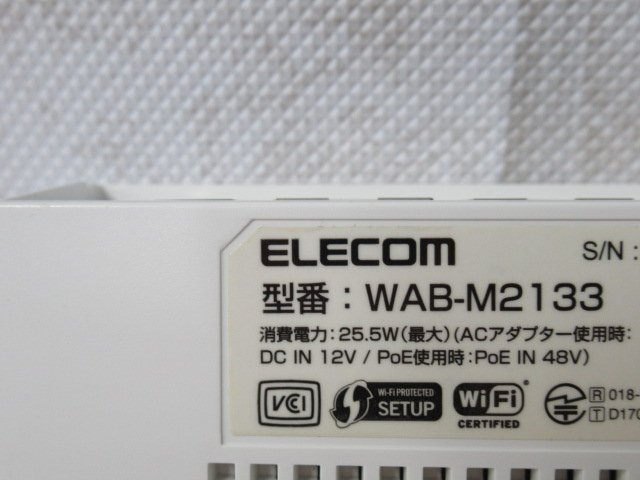 ELECOM
S/N :
型番 : WAB-M2133
消費電力:25.5W(最大)(ACアダプター使用時:
DC IN 12V / PoE使用時:PoE IN 48V)
VCCI
Wi-Fi PROTECTED
SETUP
WiFi
CERTIFIED
R 018-
T D170